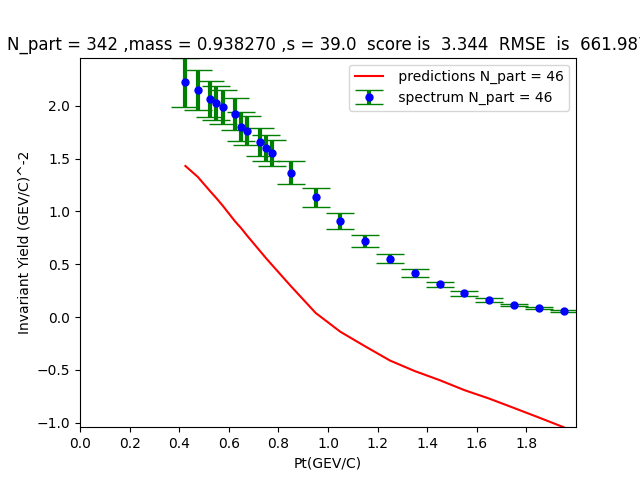 N_part = 342 ,mass = 0.938270 ,s = 39.0 score is 3.344 RMSE is 661.987
predictions N_part = 46
spectrum N_part = 46
Invariant Yield (GEV/C)^-2
2.0
1.5
1.0
0.5
0.0
−0.5
−1.0
0.0 0.2 0.4 0.6 0.8 1.0 1.2 1.4 1.6 1.8
Pt(GEV/C)